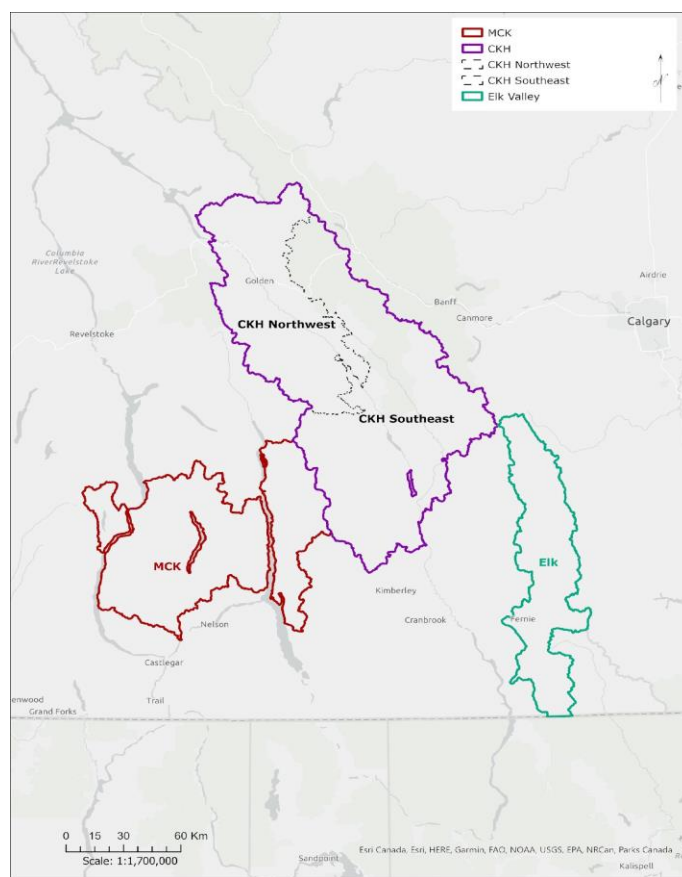 MCK
CKH
CKH Northwest
CKH Southeast
Elk Valley
N
Columbia
RiverRevelstoke
Lake
Airdrie
Golden
Banff
Canmore
Calgary
CKH Northwest
Revelstoke
CKH Southeast
MCK
Elk
Kimberley
Nelson
Cranbrook
Fernie
Castlegar
Trail
enwood
Grand Forks
0 15 30 60 Km
Scale: 1:1,700,000
Esri Canada, Esri, HERE, Garmin, FAO, NOAA, USGS, EPA, NRCan, Parks Canada
Sandpoint
Kalispell